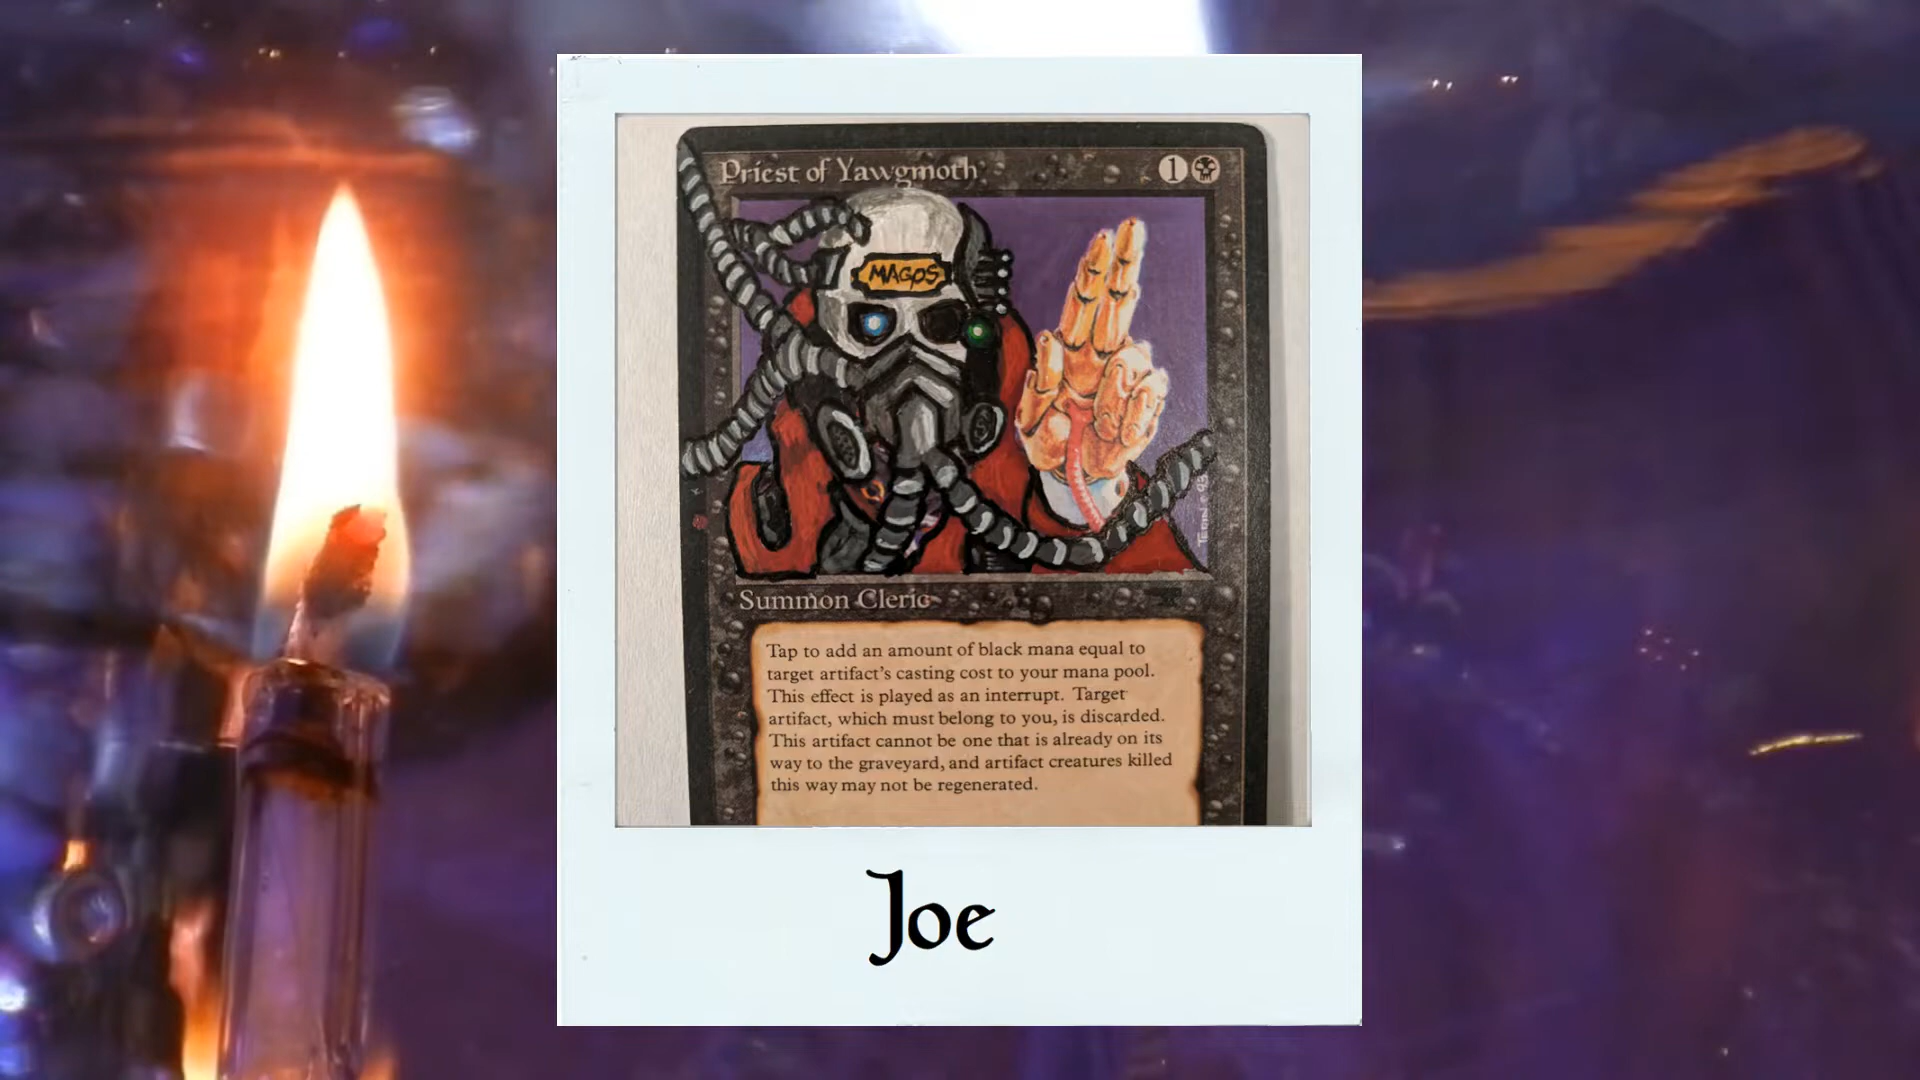 Priest of Yawgmoth
1
MAGOS
Summon Cleric
Tap to add an amount of black mana equal to
target artifact's casting cost to your mana pool.
This effect is played as an interrupt. Target
artifact, which must belong to you, is discarded.
This artifact cannot be one that is already on its
way to the graveyard, and artifact creatures killed
this way may not be regenerated.
Joe